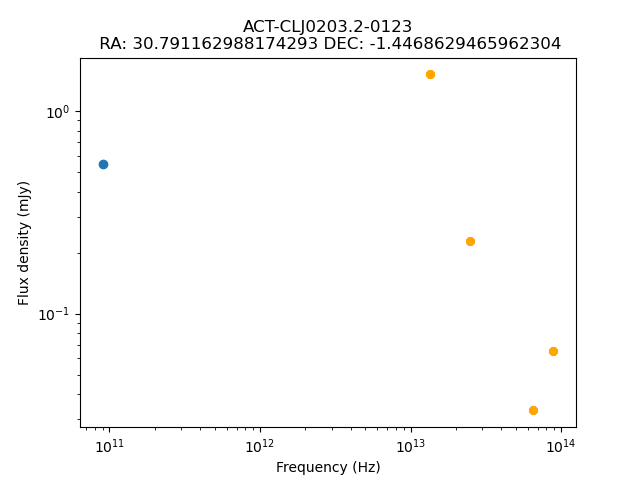 ACT-CLJ0203.2-0123
RA: 30.791162988174293 DEC: -1.4468629465962304
10⁰
10⁻¹
Flux density (mJy)
10¹¹ 10¹² 10¹³ 10¹⁴
Frequency (Hz)